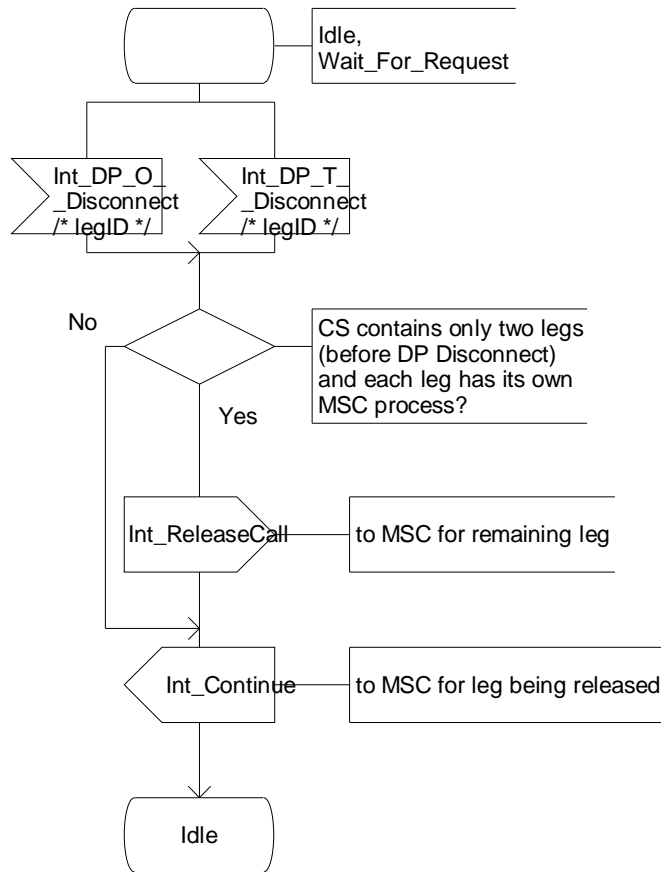 Idle,
Wait_For_Request
Int_DP_O_
_Disconnect
/* legID */
Int_DP_T_
_Disconnect
/* legID */
No
CS contains only two legs
(before DP Disconnect)
and each leg has its own
MSC process?
Yes
Int_ReleaseCall
to MSC for remaining leg
Int_Continue
to MSC for leg being released
Idle